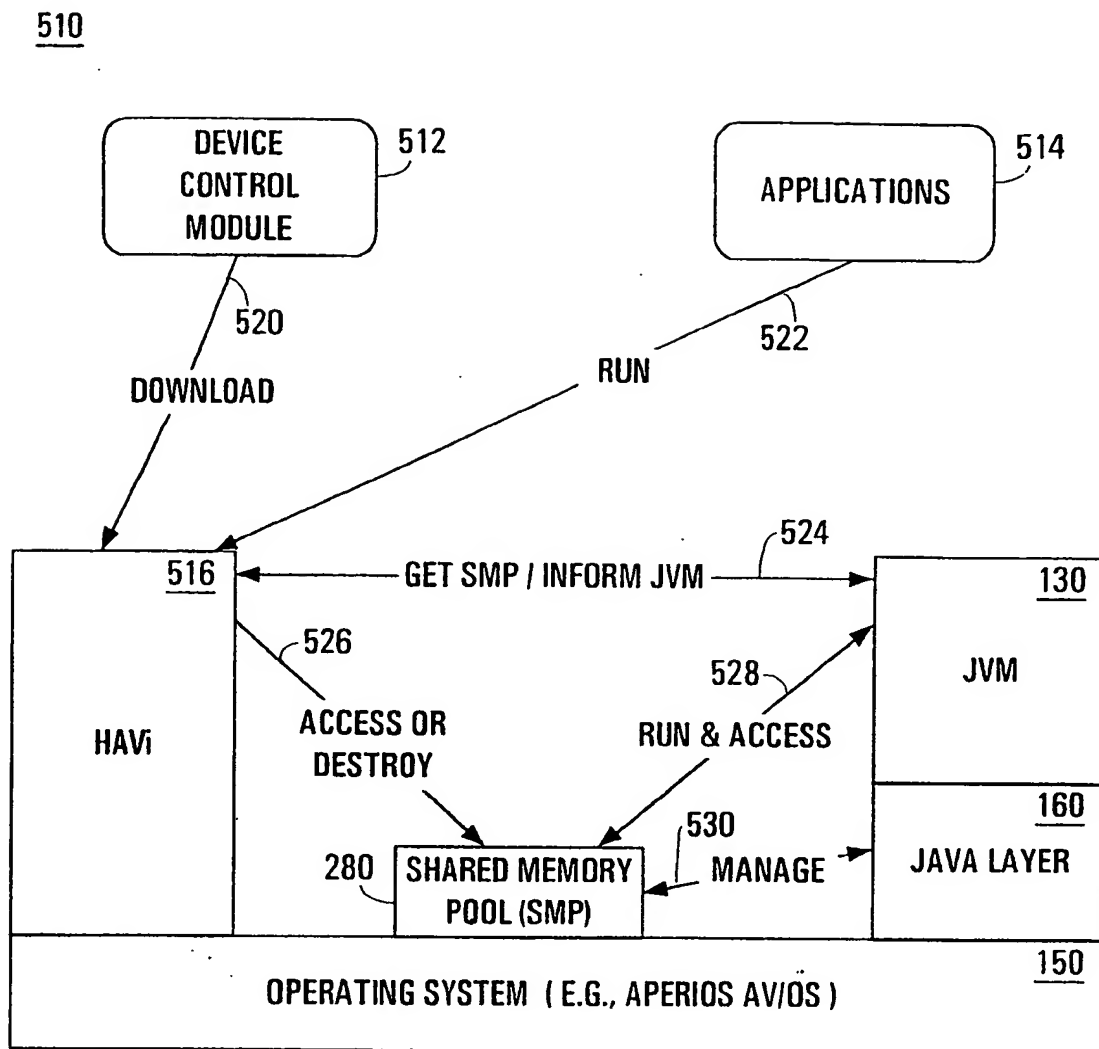 510
DEVICE
CONTROL
MODULE
512
APPLICATIONS
514
520
DOWNLOAD
522
RUN
516
GET SMP / INFORM JVM
524
130
526
528
JVM
HAVi
ACCESS OR
DESTROY
RUN & ACCESS
160
JAVA LAYER
530
MANAGE
280
SHARED MEMORY
POOL (SMP)
150
OPERATING SYSTEM ( E.G., APERIOS AV/OS )